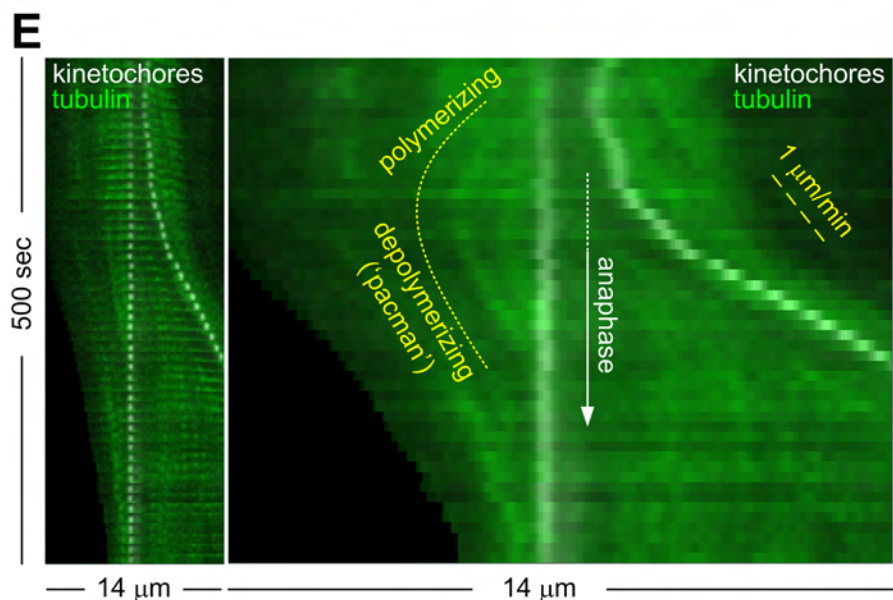 E
kinetochores
tubulin
kinetochores
tubulin
polymerizing
depolymerizing
('pacman')
anaphase
1 μm/min
500 sec
14 μm
14 μm